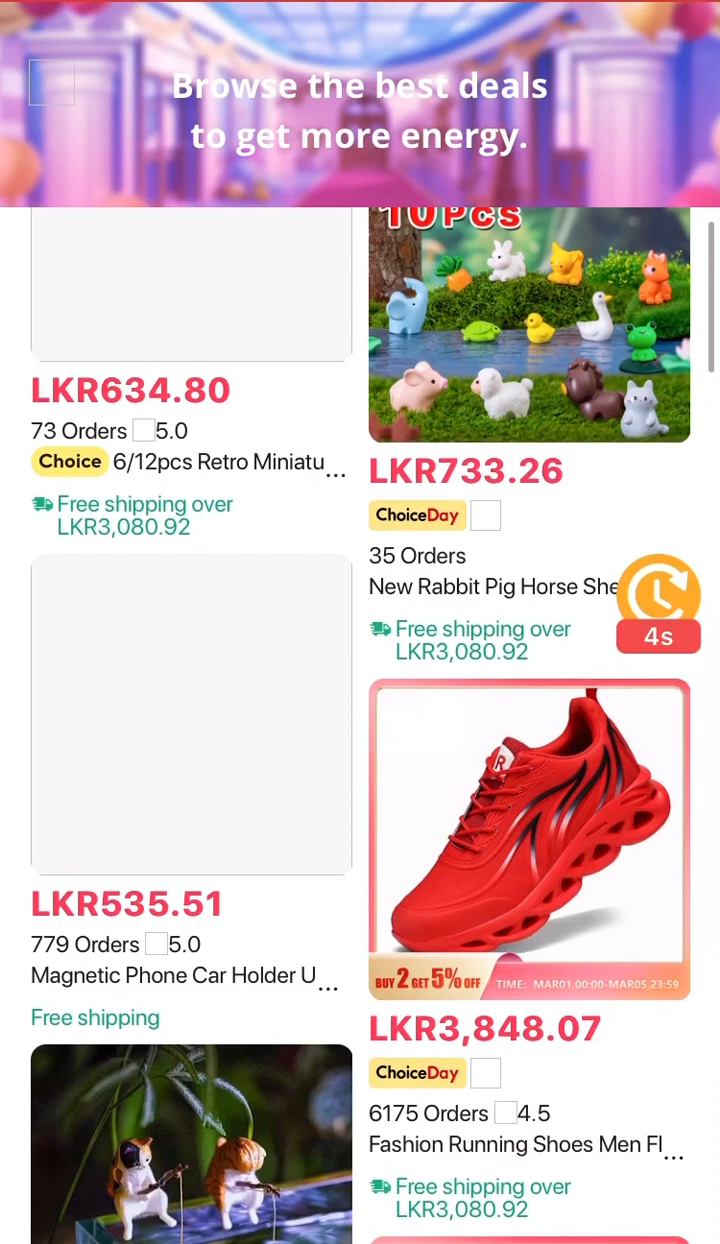 Browse the best deals
to get more energy.
LKR634.80
73 Orders 5.0
Choice 6/12pcs Retro Miniatu...
Free shipping over
LKR3,080.92
LKR535.51
779 Orders 5.0
Magnetic Phone Car Holder U...
Free shipping
10Pcs
LKR733.26
ChoiceDay
35 Orders
New Rabbit Pig Horse She
4s
Free shipping over
LKR3,080.92
R
BUY 2 GET 5% OFF TIME: MAR01,00:00-MAR05,23:59
LKR3,848.07
ChoiceDay
6175 Orders 4.5
Fashion Running Shoes Men Fl...
Free shipping over
LKR3,080.92